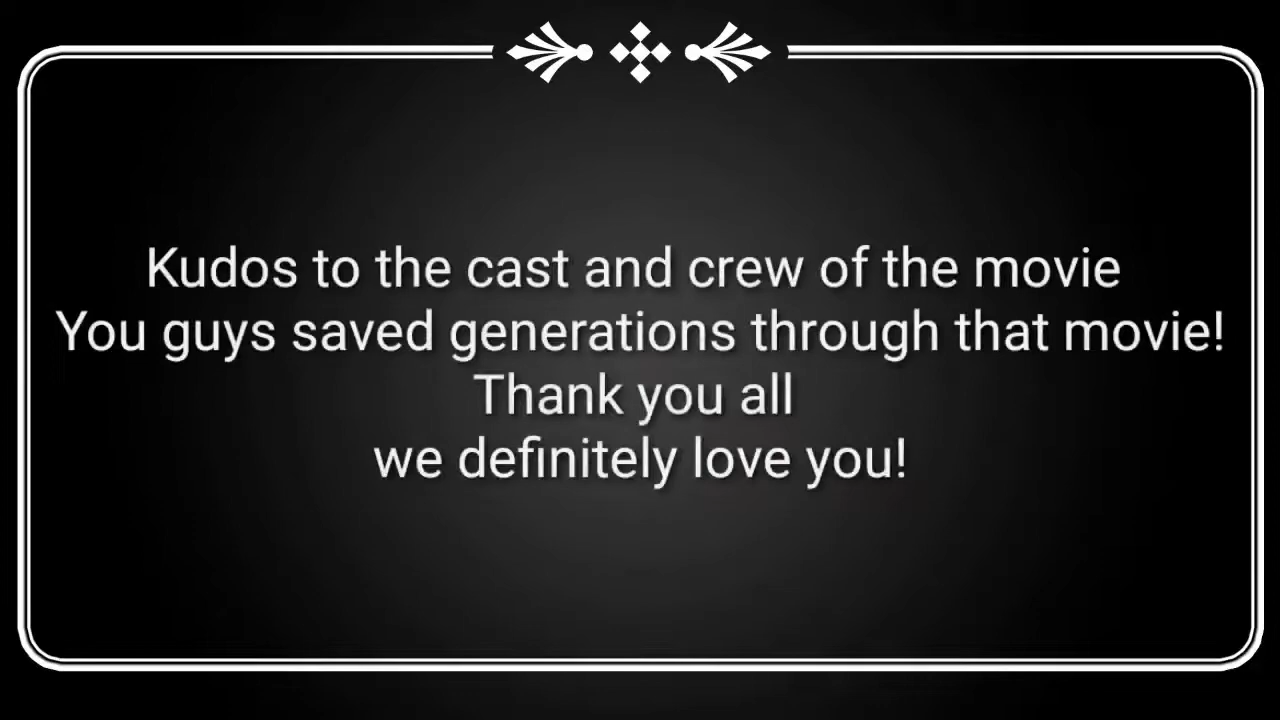 Kudos to the cast and crew of the movie
You guys saved generations through that movie!
Thank you all
we definitely love you!